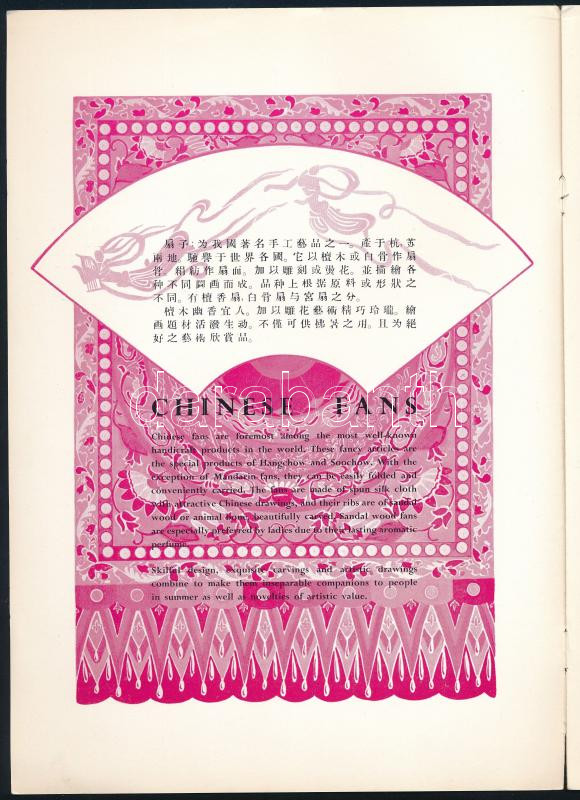 扇子:为我國著名手工藝品之一。產于杭.苏
兩地。馳譽于世界各國。它以檀木或白骨作扇
骨。絹紡作扇面。加以雕刻或燙花。並描繪各
种不同圖画而成。品种上根据原料或形狀之
不同。有檀香扇.白骨扇与宮扇之分。
檀木幽香宜人。加以雕花藝術精巧玲瓏。繪
画題材活潑生动。不僅可供佛暑之用。且为絕
好之藝術欣賞品。
CHINESE FANS
Chinese fans are foremost among the most well-known
handicraft products in the world. These fancy articles are
the special products of Hangchow and Soochow. With the
exception of Mandarin fans, they can be easily folded and
conveniently carried. The fans are made of spun silk cloth
with attractive Chinese drawings, and their ribs are of sandal
wood or animal bone, beautifully carved. Sandal wood fans
are especially preferred by ladies due to their lasting aromatic
perfume.
Skilful design, exquisite carvings and artistic drawings
combine to make them inseparable companions to people
in summer as well as novelties of artistic value.
darabanth